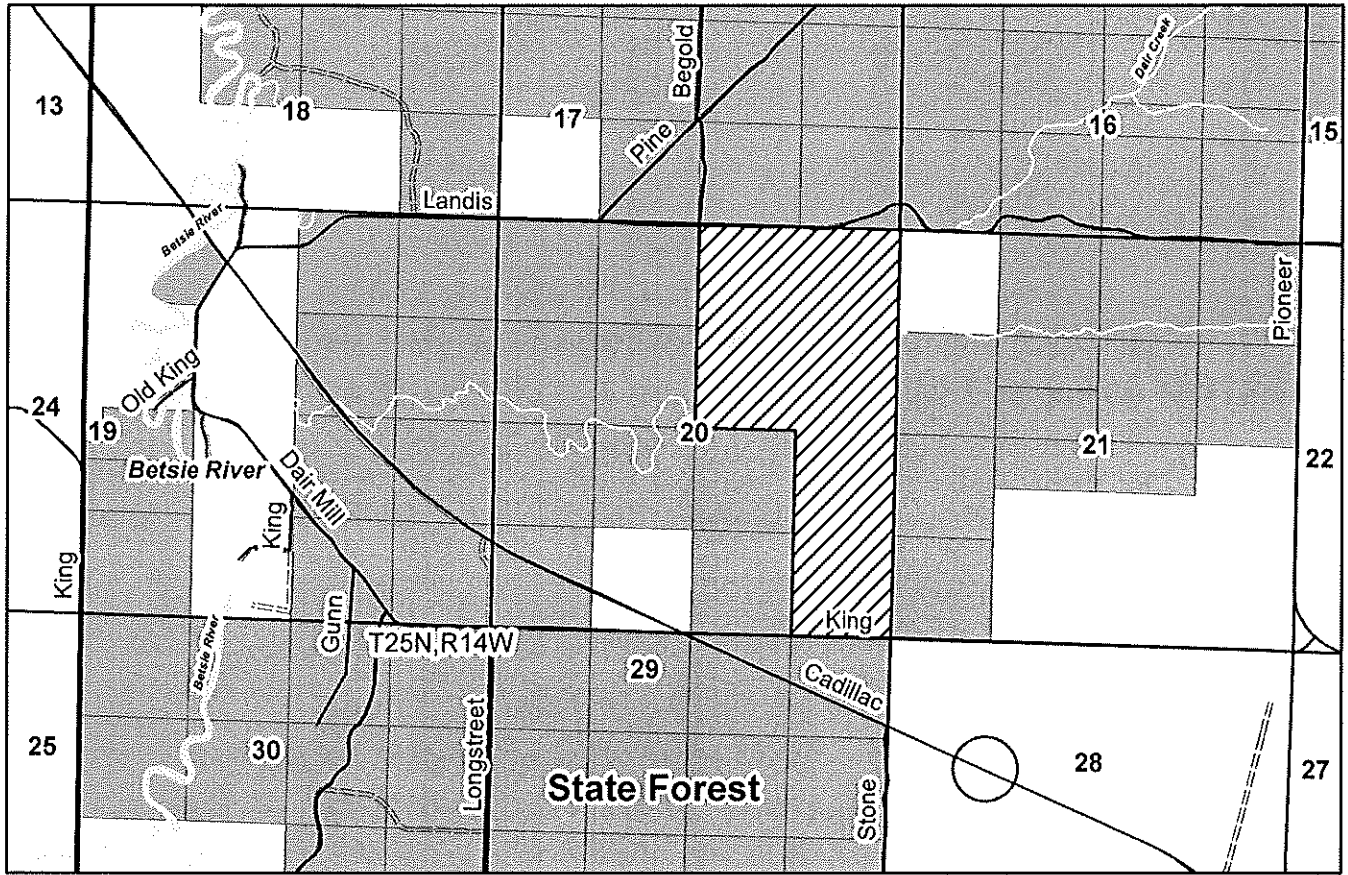 Begold
Dair Creek
13
18
17
Pine
16
15
Landis
Betsie River
Pioneer
Old King
24
19
20
21
22
Betsie River
Dair Mill
King
King
Gunn
King
T25N,R14W
Betsie River
29
Cadillac
25
30
Longstreet
State Forest
Stone
28
27